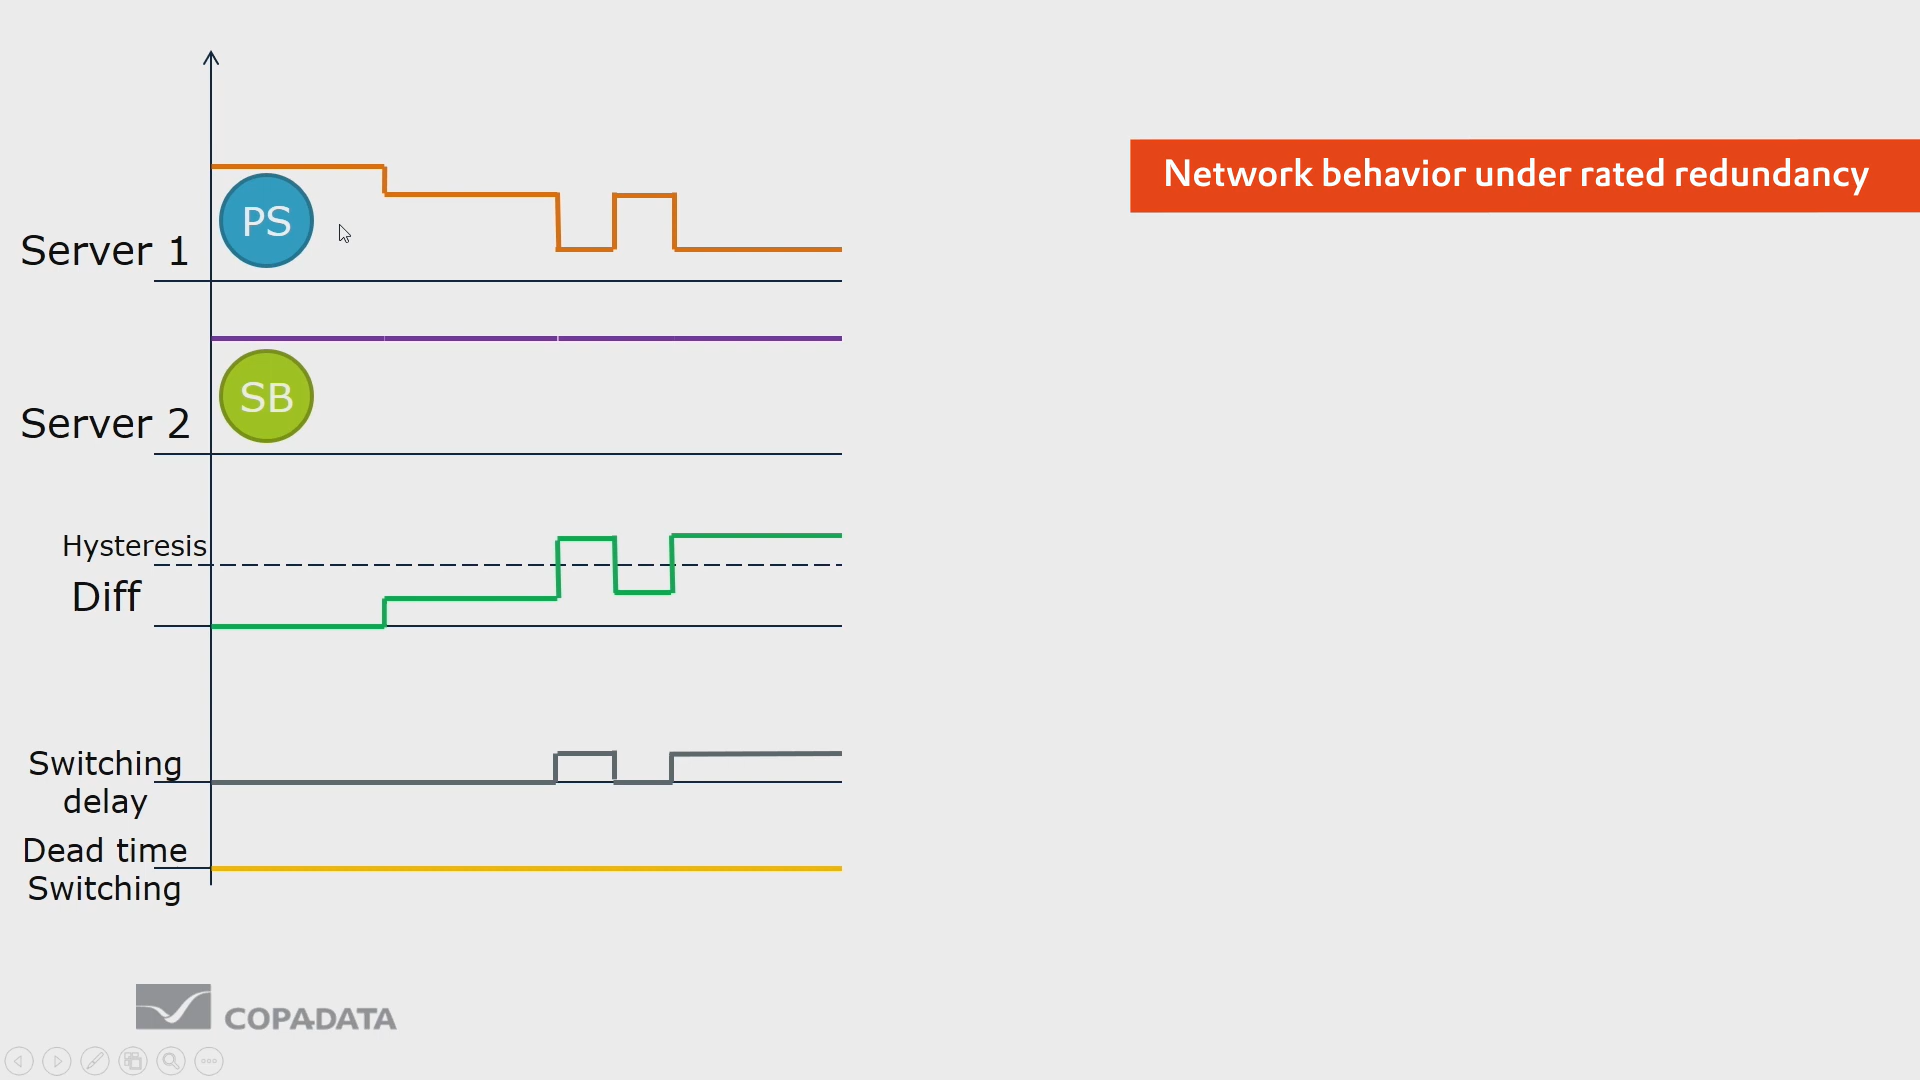 Network behavior under rated redundancy
PS
Server 1
SB
Server 2
Hysteresis
Diff
Switching
delay
Dead time
Switching
COPADATA